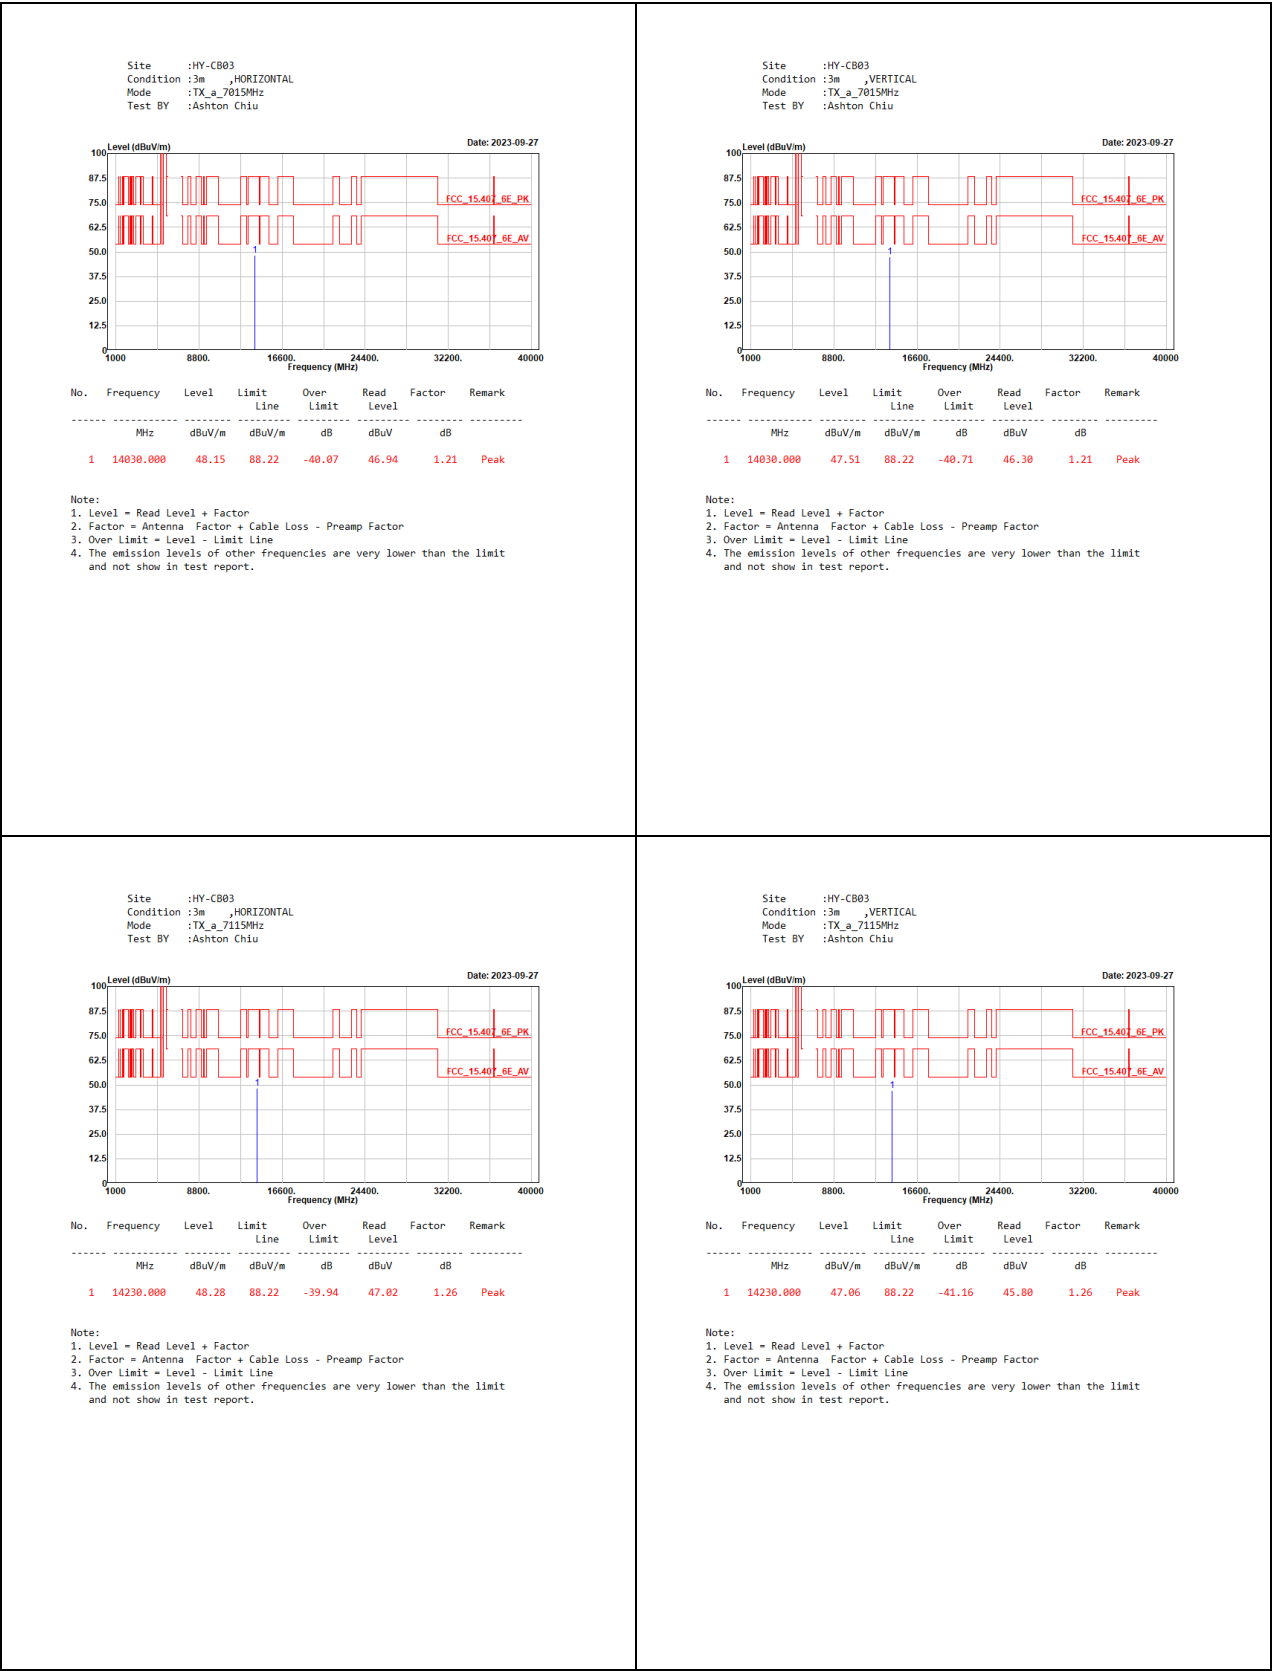 Site :HY-CB03
Condition :3m ,HORIZONTAL
Mode :TX_a_7015MHz
Test BY :Ashton Chiu
Level (dBuV/m) Date: 2023-09-27
100
87.5
75.0 FCC_15.407_6E_PK
62.5
FCC_15.407_6E_AV
50.0 1
37.5
25.0
12.5
0
1000 8800. 16600. 24400. 32200. 40000
Frequency (MHz)
No. Frequency Level Limit Over Read Factor Remark
Line Limit Level
------ ----------- -------- --------- --------- --------- -------- ---------
MHz dBuV/m dBuV/m dB dBuV dB
1 14030.000 48.15 88.22 -40.07 46.94 1.21 Peak
Note:
1. Level = Read Level + Factor
2. Factor = Antenna Factor + Cable Loss - Preamp Factor
3. Over Limit = Level - Limit Line
4. The emission levels of other frequencies are very lower than the limit
and not show in test report.
Site :HY-CB03
Condition :3m ,VERTICAL
Mode :TX_a_7015MHz
Test BY :Ashton Chiu
Level (dBuV/m) Date: 2023-09-27
100
87.5
75.0 FCC_15.407_6E_PK
62.5
FCC_15.407_6E_AV
50.0 1
37.5
25.0
12.5
0
1000 8800. 16600. 24400. 32200. 40000
Frequency (MHz)
No. Frequency Level Limit Over Read Factor Remark
Line Limit Level
------ ----------- -------- --------- --------- --------- -------- ---------
MHz dBuV/m dBuV/m dB dBuV dB
1 14030.000 47.51 88.22 -40.71 46.30 1.21 Peak
Note:
1. Level = Read Level + Factor
2. Factor = Antenna Factor + Cable Loss - Preamp Factor
3. Over Limit = Level - Limit Line
4. The emission levels of other frequencies are very lower than the limit
and not show in test report.
Site :HY-CB03
Condition :3m ,HORIZONTAL
Mode :TX_a_7115MHz
Test BY :Ashton Chiu
Level (dBuV/m) Date: 2023-09-27
100
87.5
75.0 FCC_15.407_6E_PK
62.5
FCC_15.407_6E_AV
50.0 1
37.5
25.0
12.5
0
1000 8800. 16600. 24400. 32200. 40000
Frequency (MHz)
No. Frequency Level Limit Over Read Factor Remark
Line Limit Level
------ ----------- -------- --------- --------- --------- -------- ---------
MHz dBuV/m dBuV/m dB dBuV dB
1 14230.000 48.28 88.22 -39.94 47.02 1.26 Peak
Note:
1. Level = Read Level + Factor
2. Factor = Antenna Factor + Cable Loss - Preamp Factor
3. Over Limit = Level - Limit Line
4. The emission levels of other frequencies are very lower than the limit
and not show in test report.
Site :HY-CB03
Condition :3m ,VERTICAL
Mode :TX_a_7115MHz
Test BY :Ashton Chiu
Level (dBuV/m) Date: 2023-09-27
100
87.5
75.0 FCC_15.407_6E_PK
62.5
FCC_15.407_6E_AV
50.0 1
37.5
25.0
12.5
0
1000 8800. 16600. 24400. 32200. 40000
Frequency (MHz)
No. Frequency Level Limit Over Read Factor Remark
Line Limit Level
------ ----------- -------- --------- --------- --------- -------- ---------
MHz dBuV/m dBuV/m dB dBuV dB
1 14230.000 47.06 88.22 -41.16 45.80 1.26 Peak
Note:
1. Level = Read Level + Factor
2. Factor = Antenna Factor + Cable Loss - Preamp Factor
3. Over Limit = Level - Limit Line
4. The emission levels of other frequencies are very lower than the limit
and not show in test report.